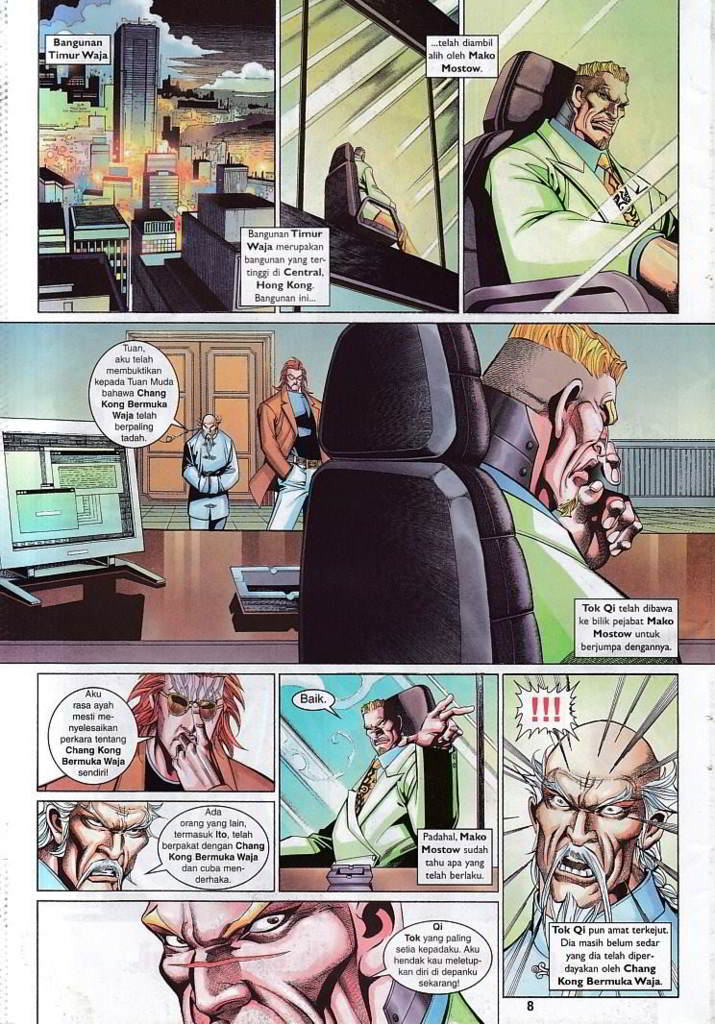 Bangunan
Timur Waja
Bangunan Timur
Waja merupakan
bangunan yang ter-
tinggi di Central,
Hong Kong.
Bangunan ini...
...telah diambil
alih oleh Mako
Mostow.
Tuan,
aku telah
membuktikan
kepada Tuan Muda
bahawa Chang
Kong Bermuka
Waja telah
berpaling
tadah.
Tok Qi telah dibawa
ke bilik pejabat Mako
Mostow untuk
berjumpa dengannya.
Aku
rasa ayah
mesti me-
nyelesaikan
perkara tentang
Chang Kong
Bermuka Waja
sendiri!
Ada
orang yang lain,
termasuk Ito, telah
berpakat dengan Chang
Kong Bermuka Waja
dan cuba men-
derhaka.
Baik.
Padahal, Mako
Mostow sudah
tahu apa yang
telah berlaku.
Qi
Tok yang paling
setia kepadaku. Aku
hendak kau meletup-
kan diri di depanku
sekarang!
!!!
Tok Qi pun amat terkejut.
Dia masih belum sedar
yang dia telah diper-
dayakan oleh Chang
Kong Bermuka Waja.
8